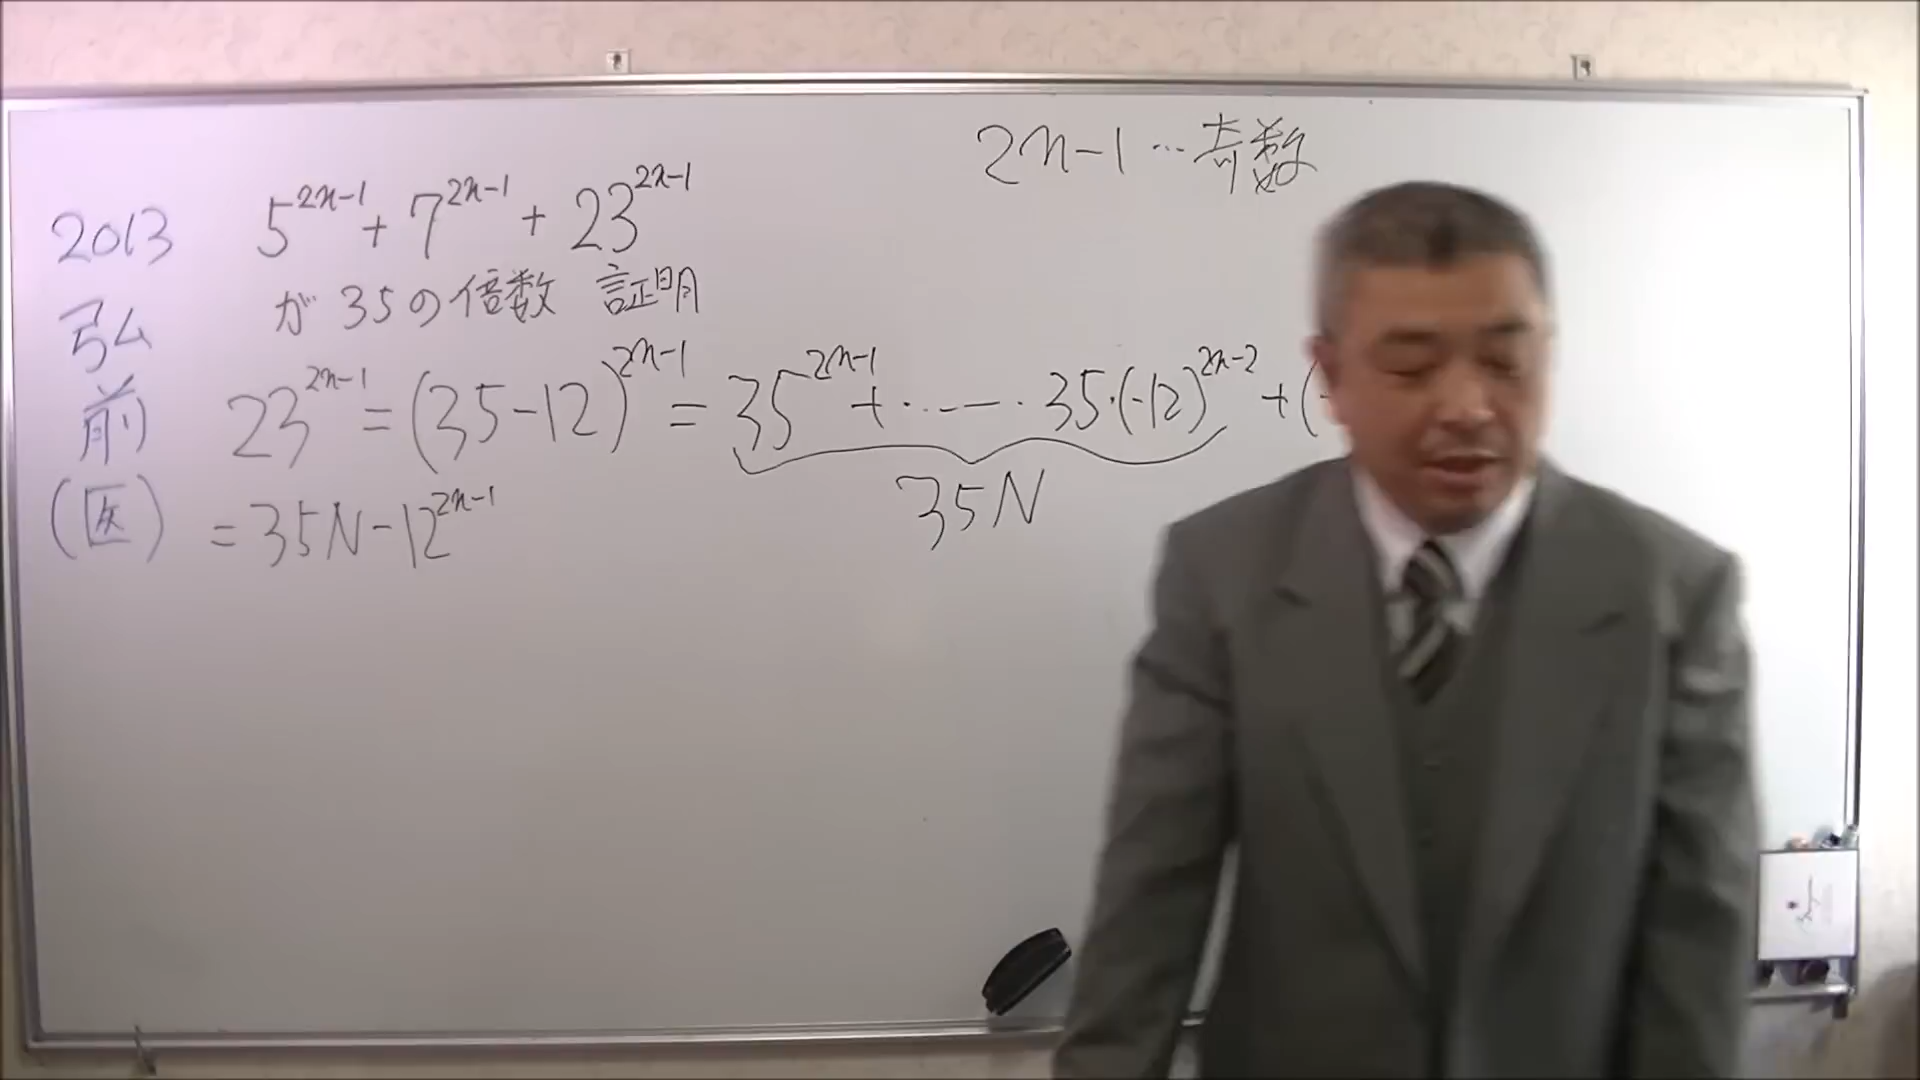 2n-1…奇数
2013 弘前(医)
5^{2n-1}+7^{2n-1}+23^{2n-1}
が35の倍数 証明
23^{2n-1}=(35-12)^{2n-1}=35^{2n-1}+……35・(-12)^{2n-2}+(
35N
=35N-12^{2n-1}